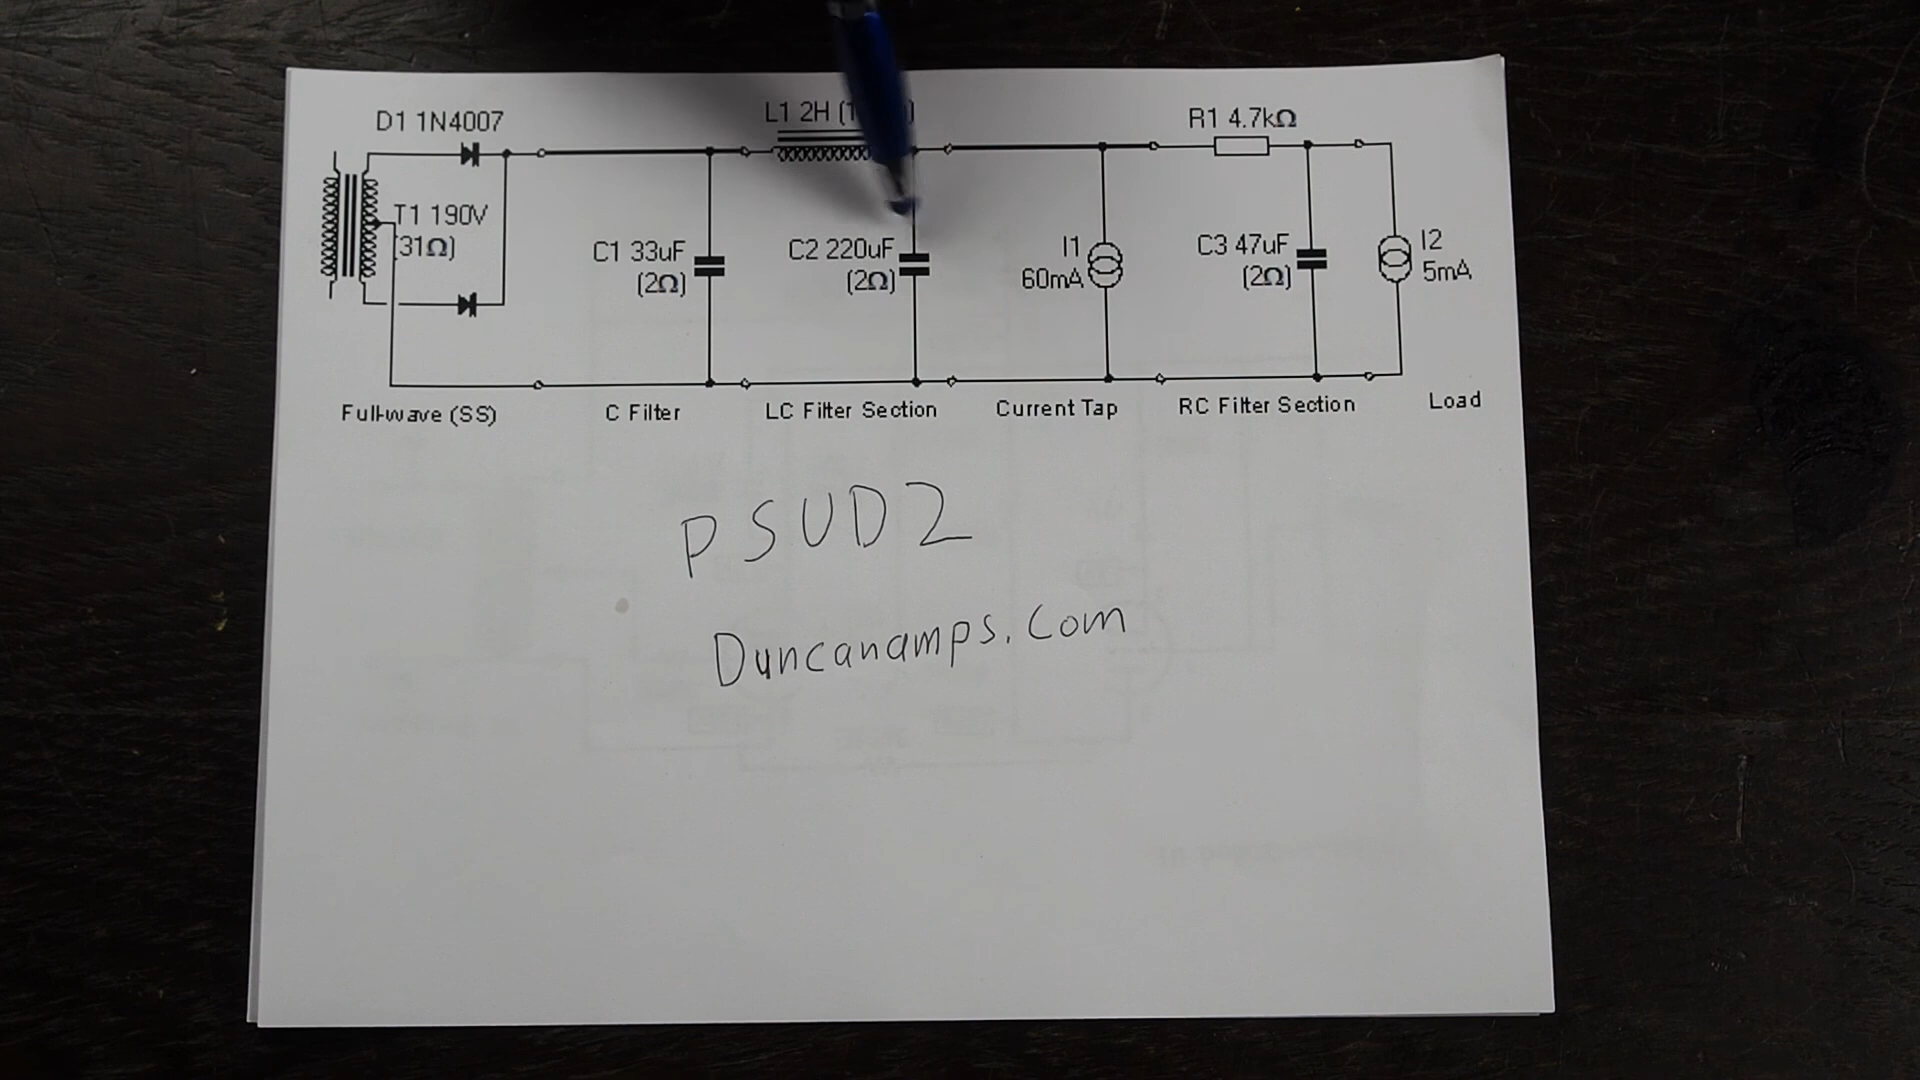 D1 1N4007
L1 2H
R1 4.7kΩ
T1 190V
(31Ω)
C1 33uF
(2Ω)
C2 220uF
(2Ω)
I1
60mA
C3 47uF
(2Ω)
I2
5mA
Full-wave (SS)
C Filter
LC Filter Section
Current Tap
RC Filter Section
Load
PSUD2
Duncanamps.com